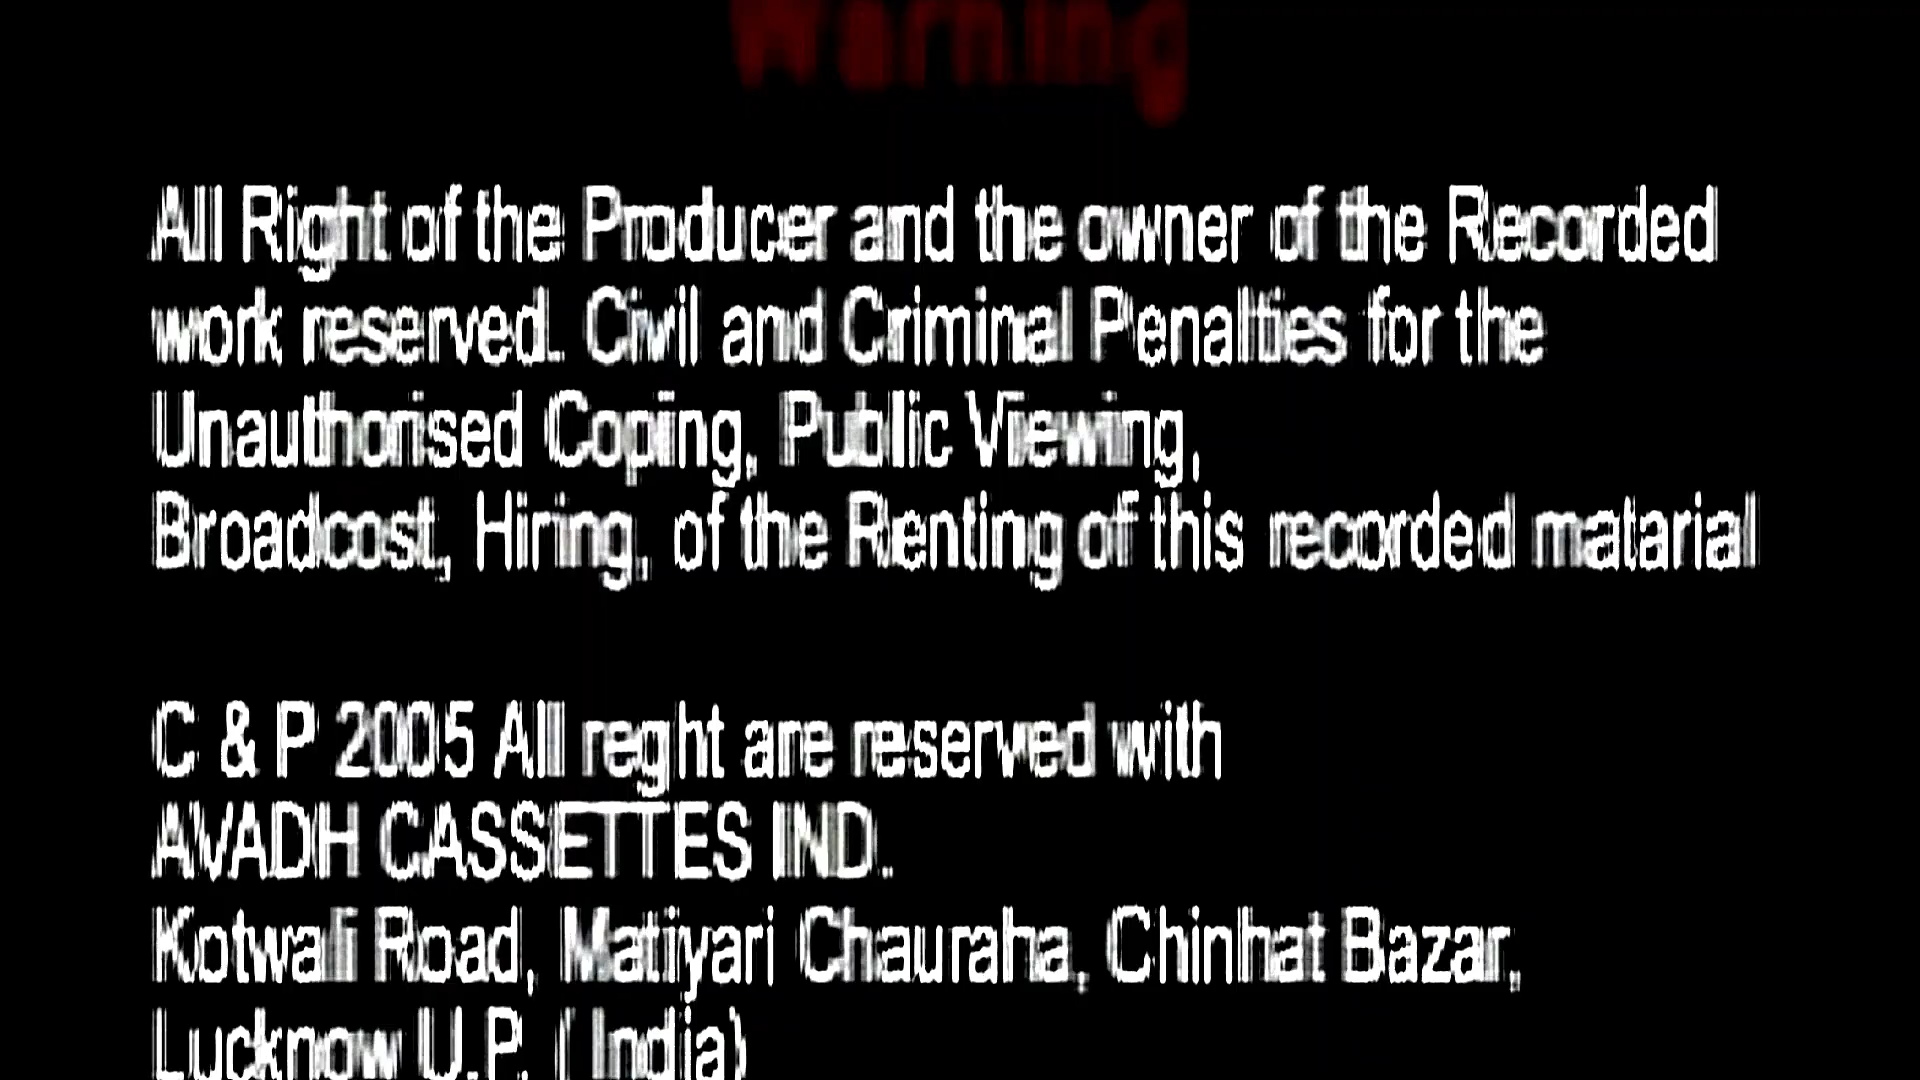 Warning
All Right of the Producer and the owner of the Recorded
work reserved. Civil and Criminal Penalties for the
Unauthorised Coping, Public Viewing,
Broadcost, Hiring, of the Renting of this recorded matarial
C & P 2005 All reght are reserved with
AVADH CASSETTES IND.
Kotwali Road, Matiyari Chauraha, Chinhat Bazar,
Lucknow U.P. ( India)